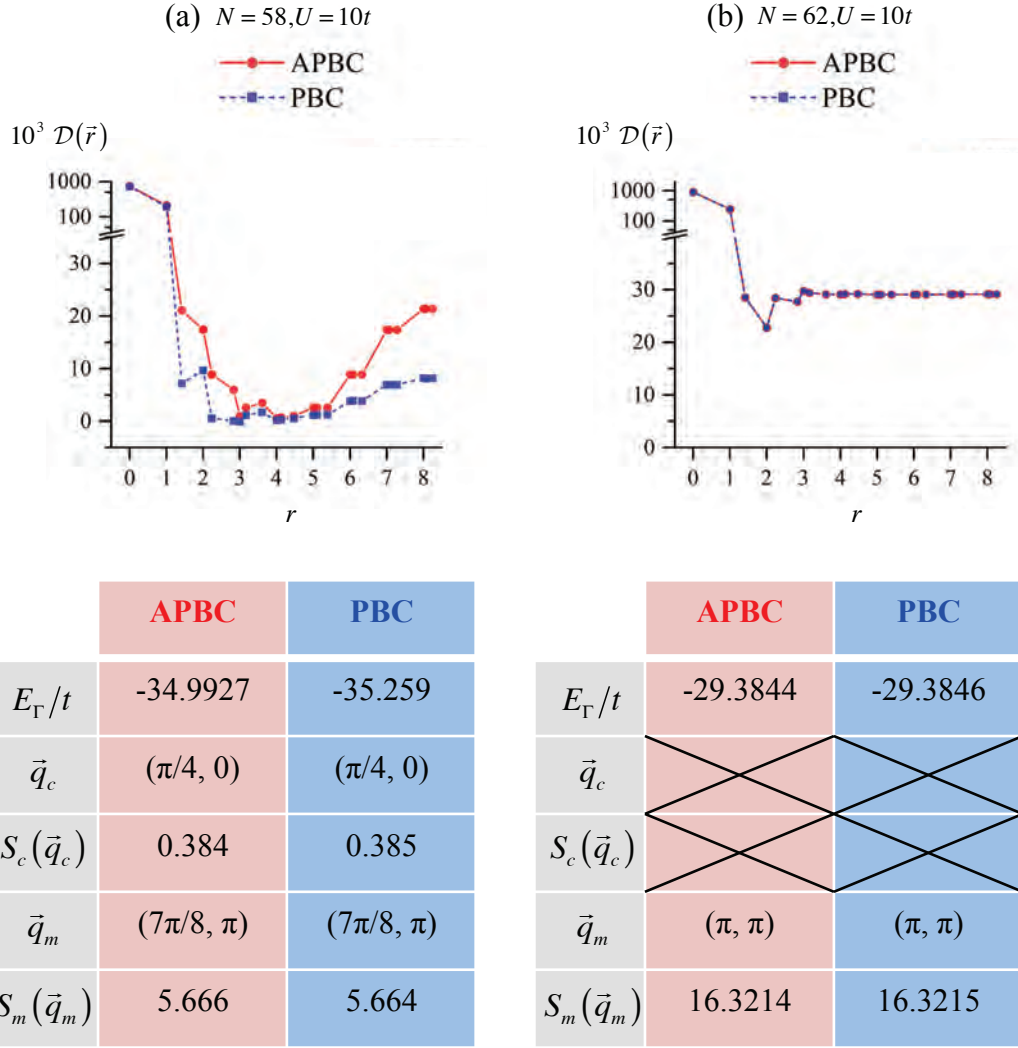 (a) N = 58, U = 10t
APBC
PBC
10³ 𝒟(r⃗)
1000
100
30
20
10
0
0 1 2 3 4 5 6 7 8
r
(b) N = 62, U = 10t
APBC
PBC
10³ 𝒟(r⃗)
1000
100
30
20
10
0
0 1 2 3 4 5 6 7 8
r
APBC PBC
E_Γ/t -34.9927 -35.259
q⃗_c (π/4, 0) (π/4, 0)
S_c(q⃗_c) 0.384 0.385
q⃗_m (7π/8, π) (7π/8, π)
S_m(q⃗_m) 5.666 5.664
APBC PBC
E_Γ/t -29.3844 -29.3846
q⃗_c
S_c(q⃗_c)
q⃗_m (π, π) (π, π)
S_m(q⃗_m) 16.3214 16.3215